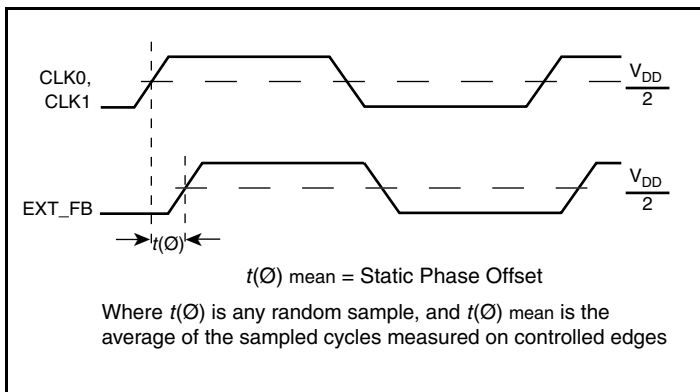 CLK0,
CLK1
V_DD
2
EXT_FB
V_DD
2
t(Ø)
t(Ø) mean = Static Phase Offset
Where t(Ø) is any random sample, and t(Ø) mean is the
average of the sampled cycles measured on controlled edges